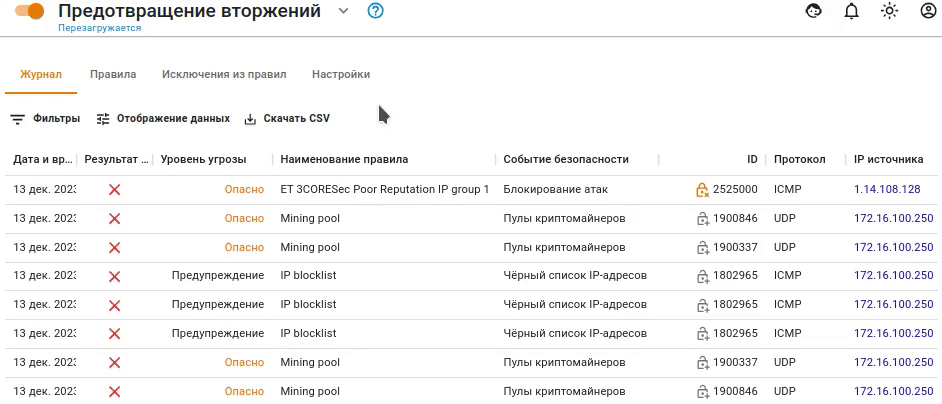 Предотвращение вторжений
Перезагружается
Журнал Правила Исключения из правил Настройки
Фильтры Отображение данных Скачать CSV
Дата и вр... Результат ... Уровень угрозы Наименование правила Событие безопасности ID Протокол IP источника
13 дек. 2023 Опасно ET 3CORESec Poor Reputation IP group 1 Блокирование атак 2525000 ICMP 1.14.108.128
13 дек. 2023 Опасно Mining pool Пулы криптомайнеров 1900846 UDP 172.16.100.250
13 дек. 2023 Опасно Mining pool Пулы криптомайнеров 1900337 UDP 172.16.100.250
13 дек. 2023 Предупреждение IP blocklist Чёрный список IP-адресов 1802965 ICMP 172.16.100.250
13 дек. 2023 Предупреждение IP blocklist Чёрный список IP-адресов 1802965 ICMP 172.16.100.250
13 дек. 2023 Предупреждение IP blocklist Чёрный список IP-адресов 1802965 ICMP 172.16.100.250
13 дек. 2023 Опасно Mining pool Пулы криптомайнеров 1900337 UDP 172.16.100.250
13 дек. 2023 Опасно Mining pool Пулы криптомайнеров 1900846 UDP 172.16.100.250